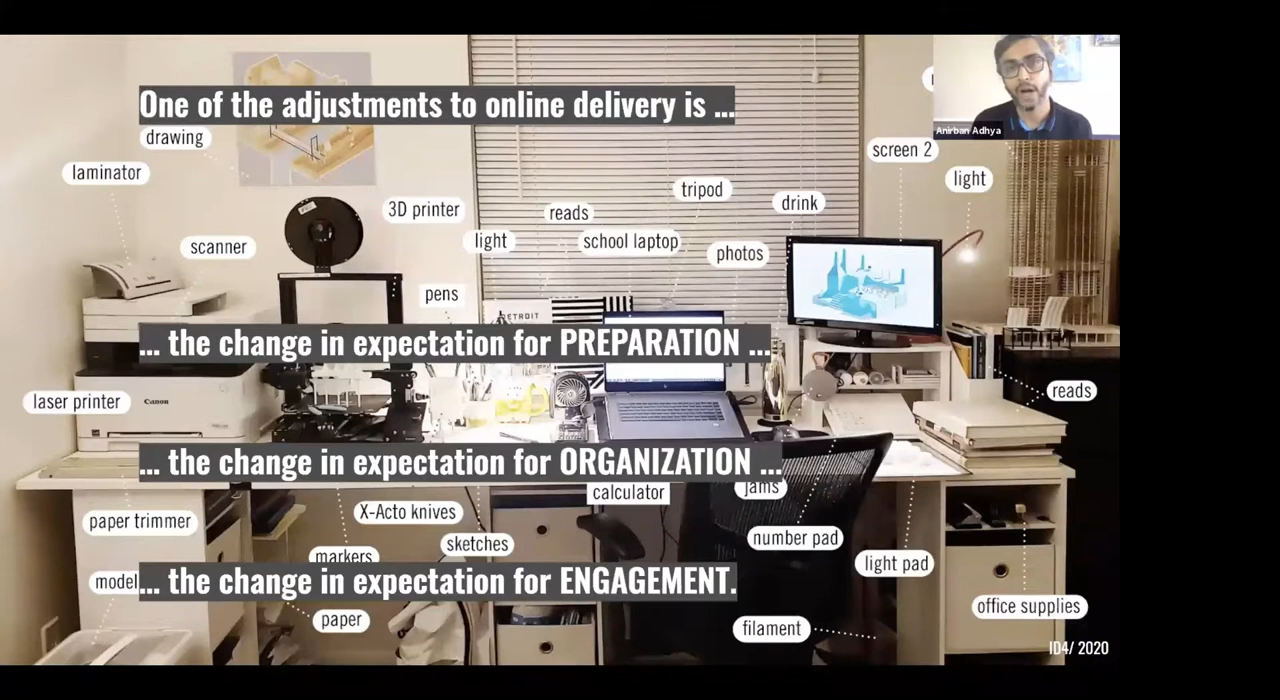 One of the adjustments to online delivery is ...
Anirban Adhya
drawing
screen 2
laminator
light
tripod
drink
3D printer
reads
scanner
light
school laptop
photos
pens
DETROIT
... the change in expectation for PREPARATION ...
reads
laser printer
Canon
... the change in expectation for ORGANIZATION ...
calculator
jams
X-Acto knives
paper trimmer
number pad
sketches
markers
light pad
model
... the change in expectation for ENGAGEMENT.
office supplies
paper
filament
ID4/ 2020